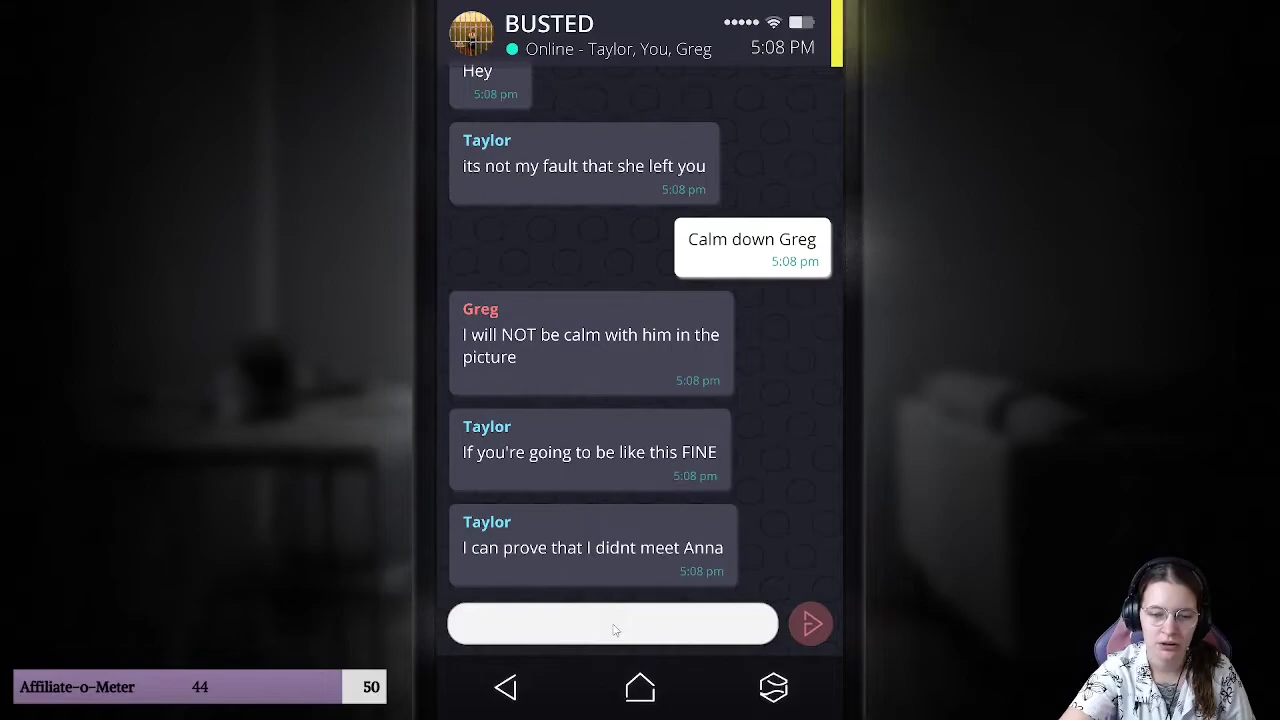 BUSTED
Online - Taylor, You, Greg
5:08 PM
Hey
5:08 pm
Taylor
its not my fault that she left you
5:08 pm
Calm down Greg
5:08 pm
Greg
I will NOT be calm with him in the
picture
5:08 pm
Taylor
If you're going to be like this FINE
5:08 pm
Taylor
I can prove that I didnt meet Anna
5:08 pm
Affiliate-o-Meter 44 50